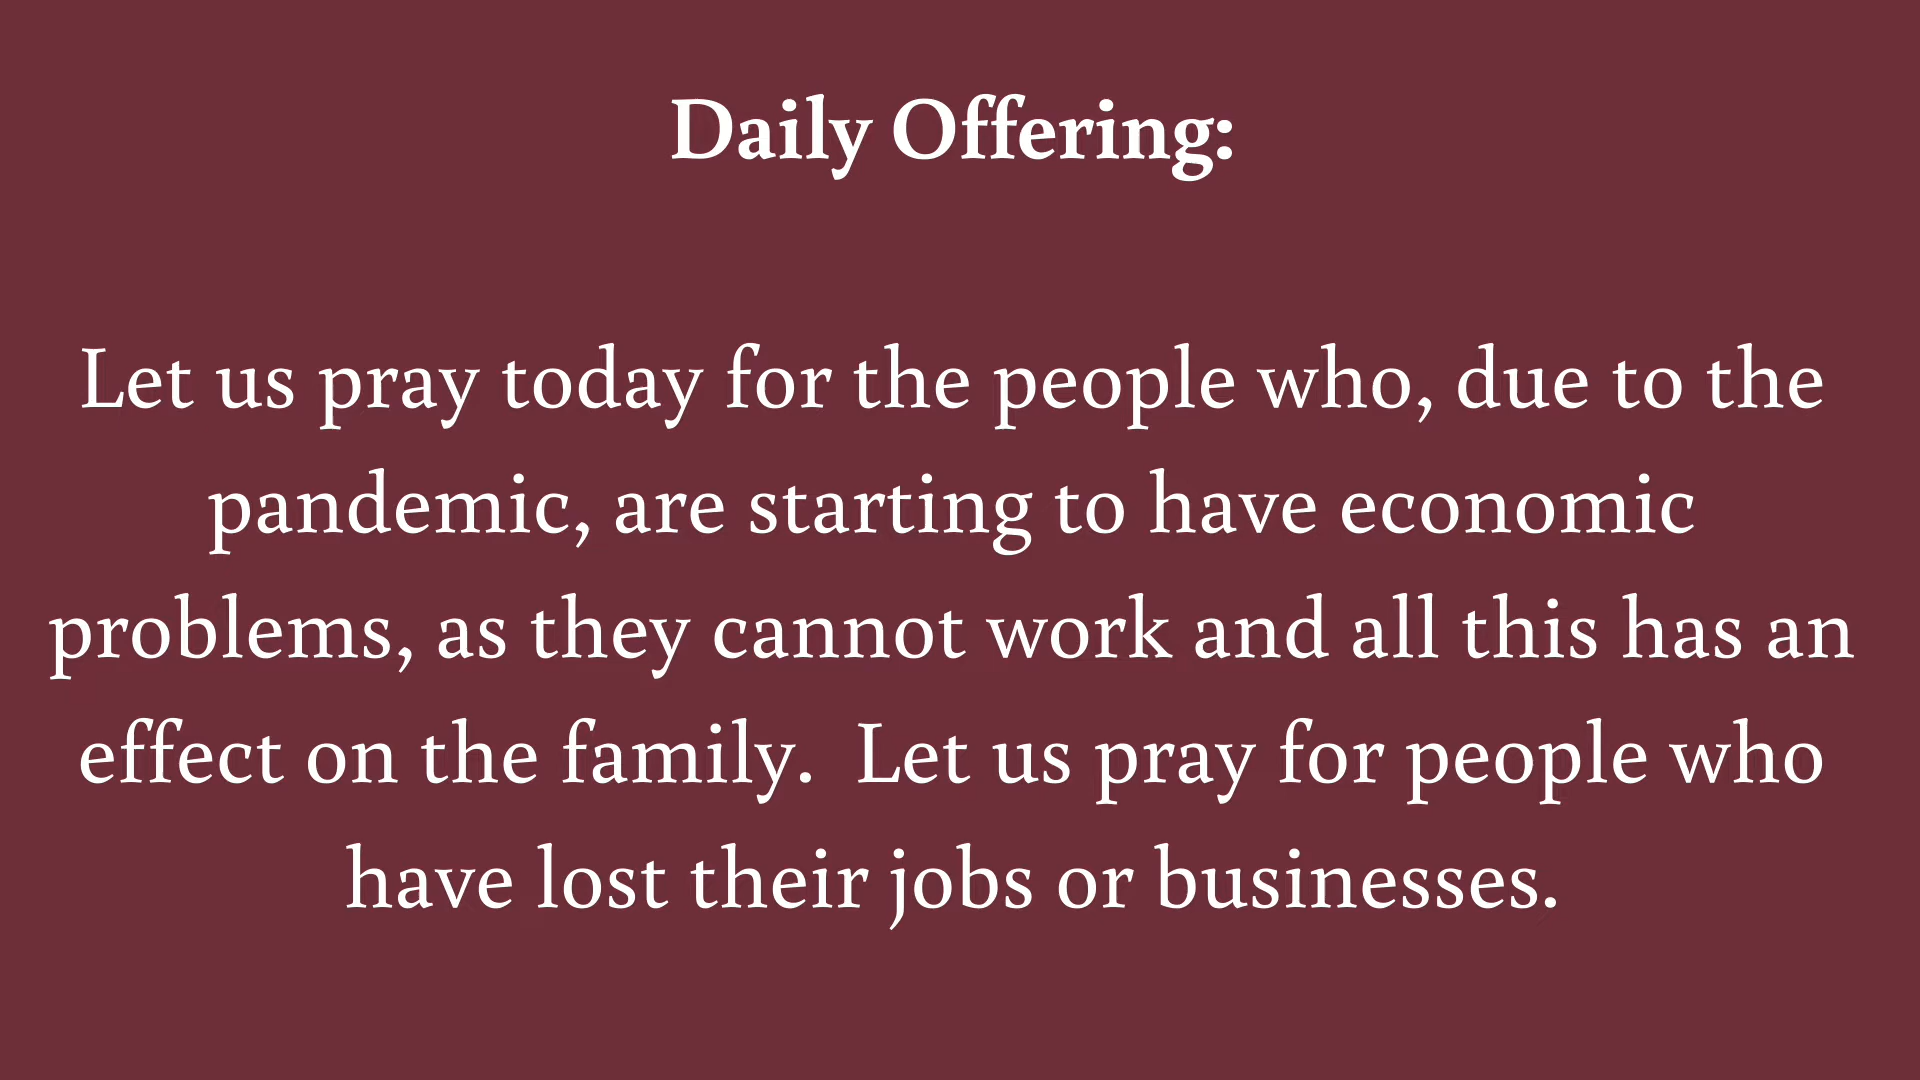 Daily Offering:
Let us pray today for the people who, due to the
pandemic, are starting to have economic
problems, as they cannot work and all this has an
effect on the family.  Let us pray for people who
have lost their jobs or businesses.